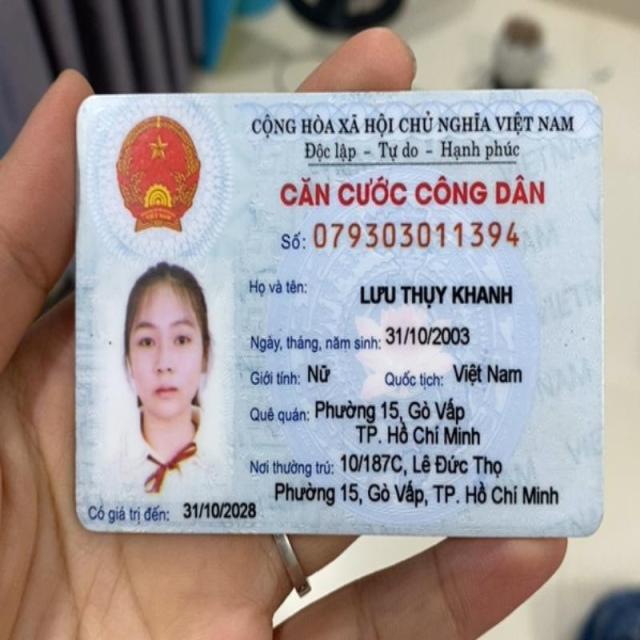 CỘNG HÒA XÃ HỘI CHỦ NGHĨA VIỆT NAM
Độc lập - Tự do - Hạnh phúc
CĂN CƯỚC CÔNG DÂN
Số: 079303011394
Họ và tên: LƯU THỤY KHANH
Ngày, tháng, năm sinh: 31/10/2003
Giới tính: Nữ Quốc tịch: Việt Nam
Quê quán: Phường 15, Gò Vấp
TP. Hồ Chí Minh
Nơi thường trú: 10/187C, Lê Đức Thọ
Phường 15, Gò Vấp, TP. Hồ Chí Minh
Có giá trị đến: 31/10/2028